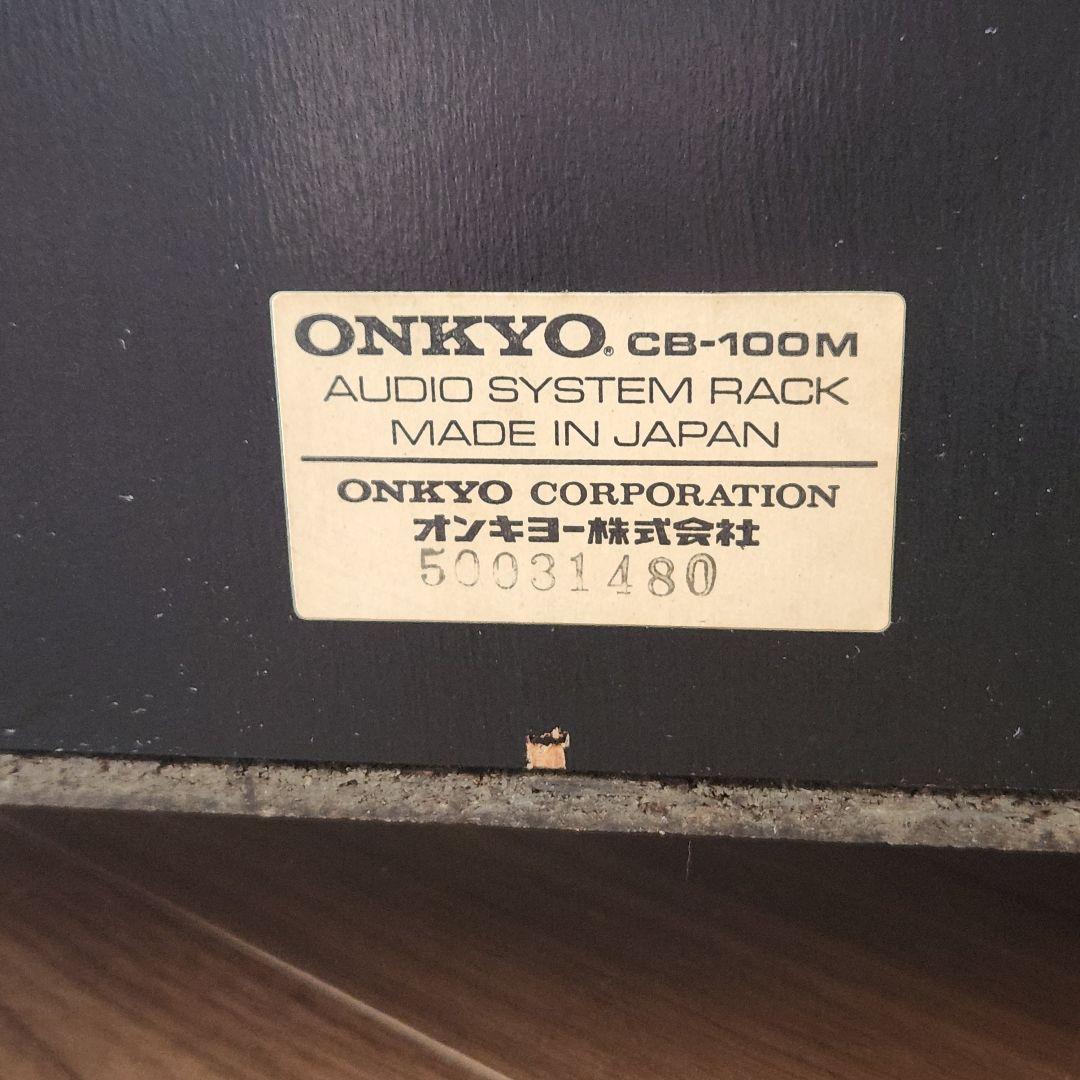 ONKYO® CB-100M
AUDIO SYSTEM RACK
MADE IN JAPAN
ONKYO CORPORATION
オンキヨー株式会社
50031480